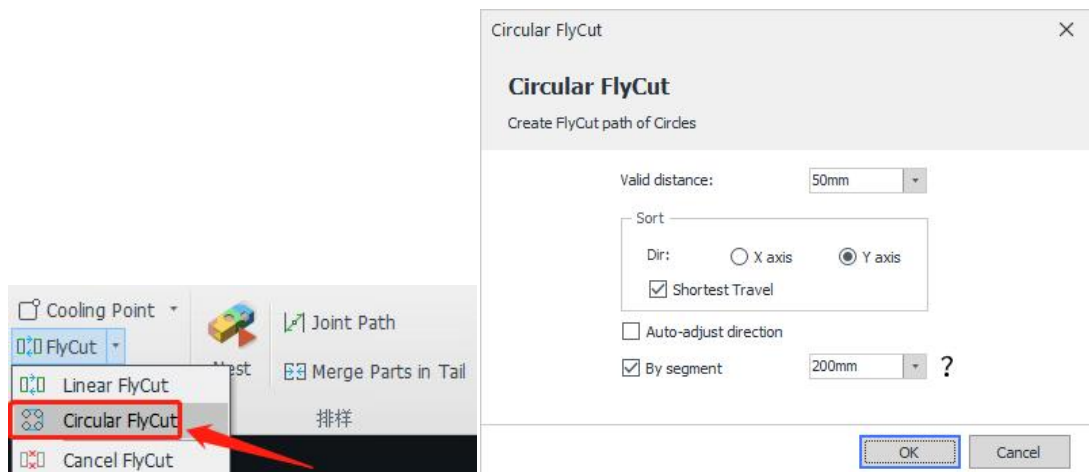 Cooling Point
FlyCut
Linear FlyCut
Circular FlyCut
Cancel FlyCut
Joint Path
Merge Parts in Tail
排样
Circular FlyCut
Circular FlyCut
Create FlyCut path of Circles
Valid distance: 50mm
Sort
Dir: X axis Y axis
Shortest Travel
Auto-adjust direction
By segment 200mm ?
OK Cancel